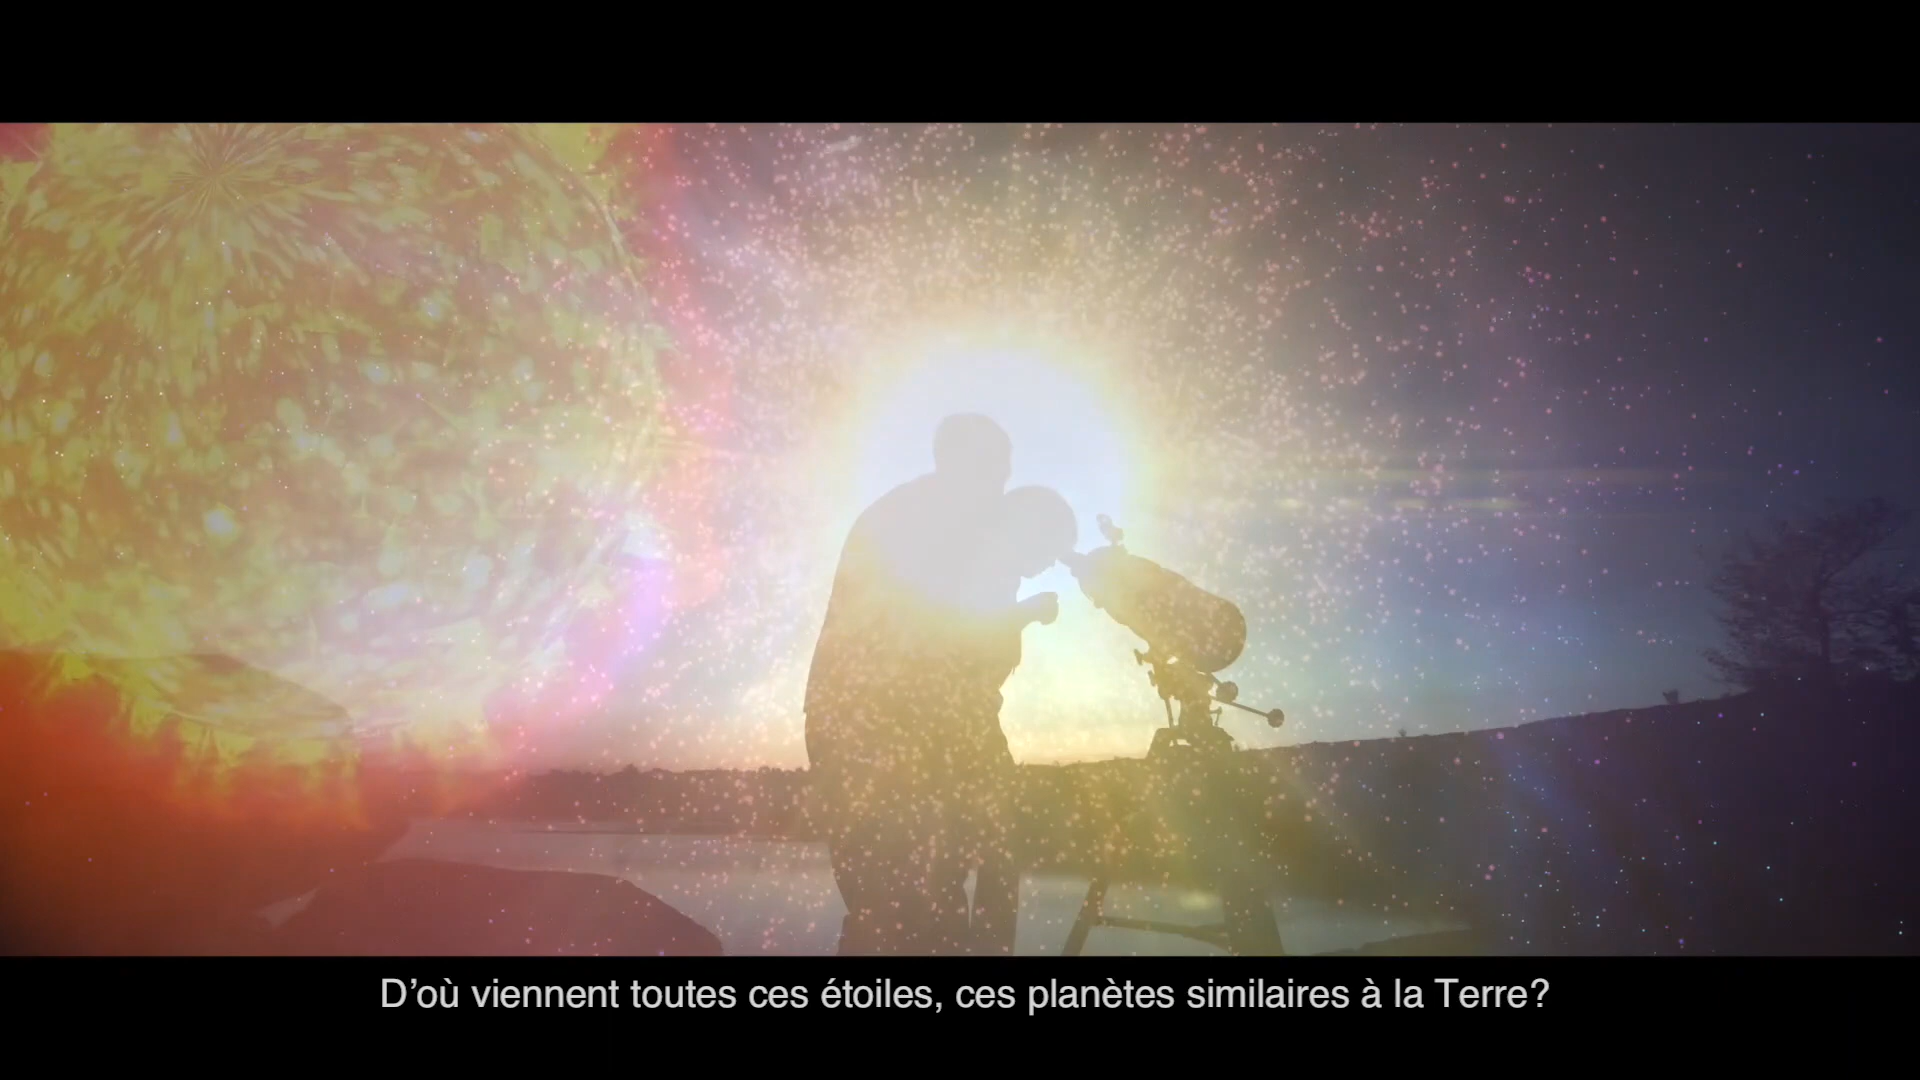 D’où viennent toutes ces étoiles, ces planètes similaires à la Terre?